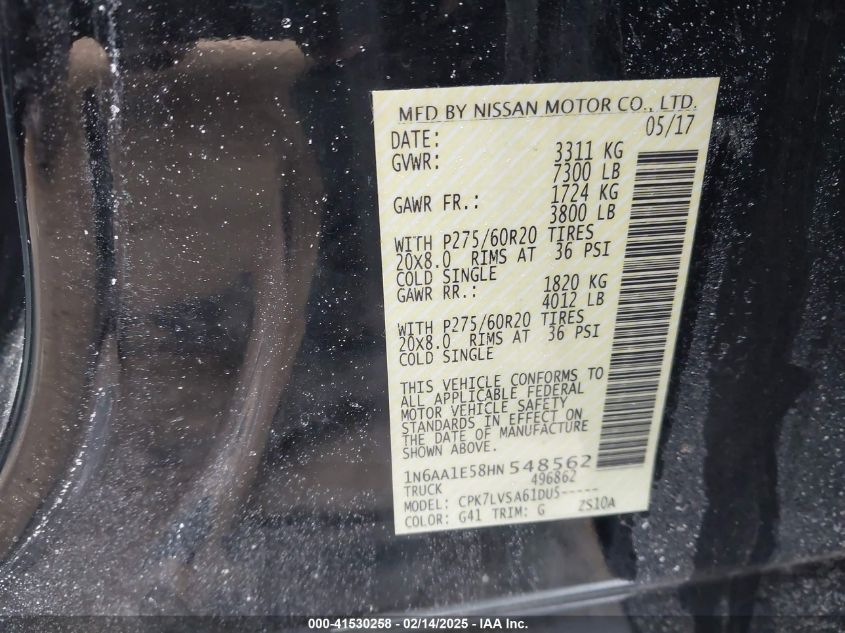 MFD BY NISSAN MOTOR CO., LTD.
DATE: 05/17
GVWR: 3311 KG
7300 LB
GAWR FR.: 1724 KG
3800 LB
WITH P275/60R20 TIRES
20X8.0 RIMS AT 36 PSI
COLD SINGLE
GAWR RR.: 1820 KG
4012 LB
WITH P275/60R20 TIRES
20X8.0 RIMS AT 36 PSI
COLD SINGLE
THIS VEHICLE CONFORMS TO
ALL APPLICABLE FEDERAL
MOTOR VEHICLE SAFETY
STANDARDS IN EFFECT ON
THE DATE OF MANUFACTURE
SHOWN ABOVE.
1N6AA1E58HN548562
TRUCK 496862
MODEL: CPK7LVSA61DU5-----
COLOR: G41 TRIM: G ZS10A
000-41530258 - 02/14/2025 - IAA Inc.